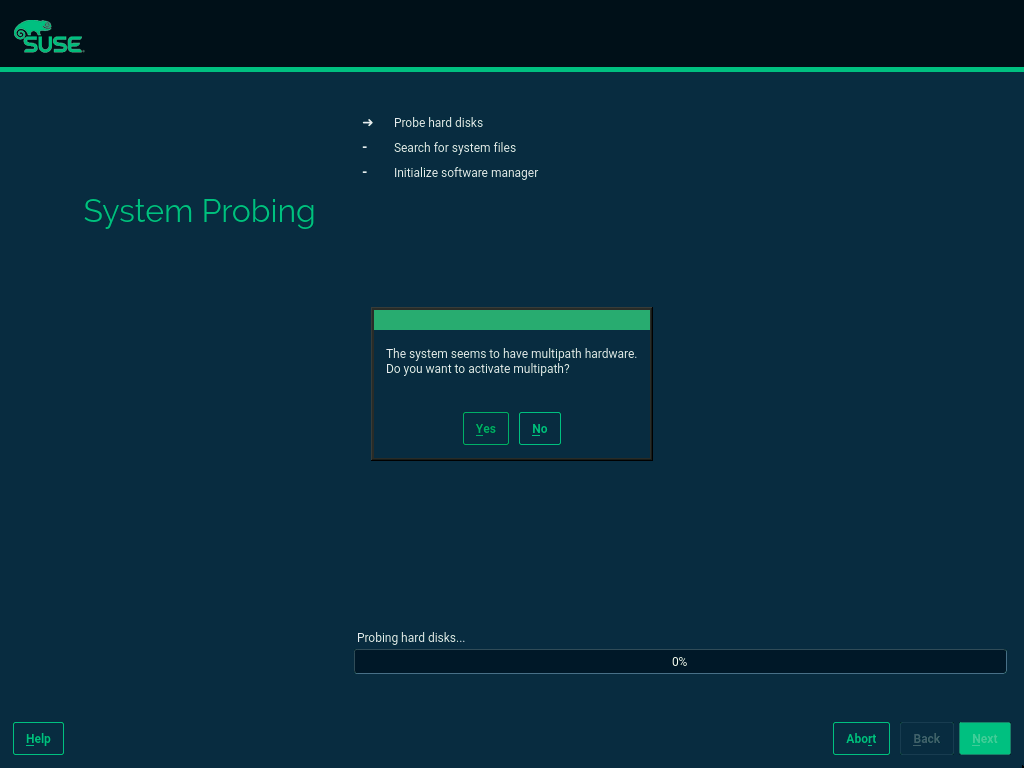 SUSE
➔ Probe hard disks
- Search for system files
- Initialize software manager
System Probing
The system seems to have multipath hardware.
Do you want to activate multipath?
Yes No
Probing hard disks...
0%
Help Abort Back Next